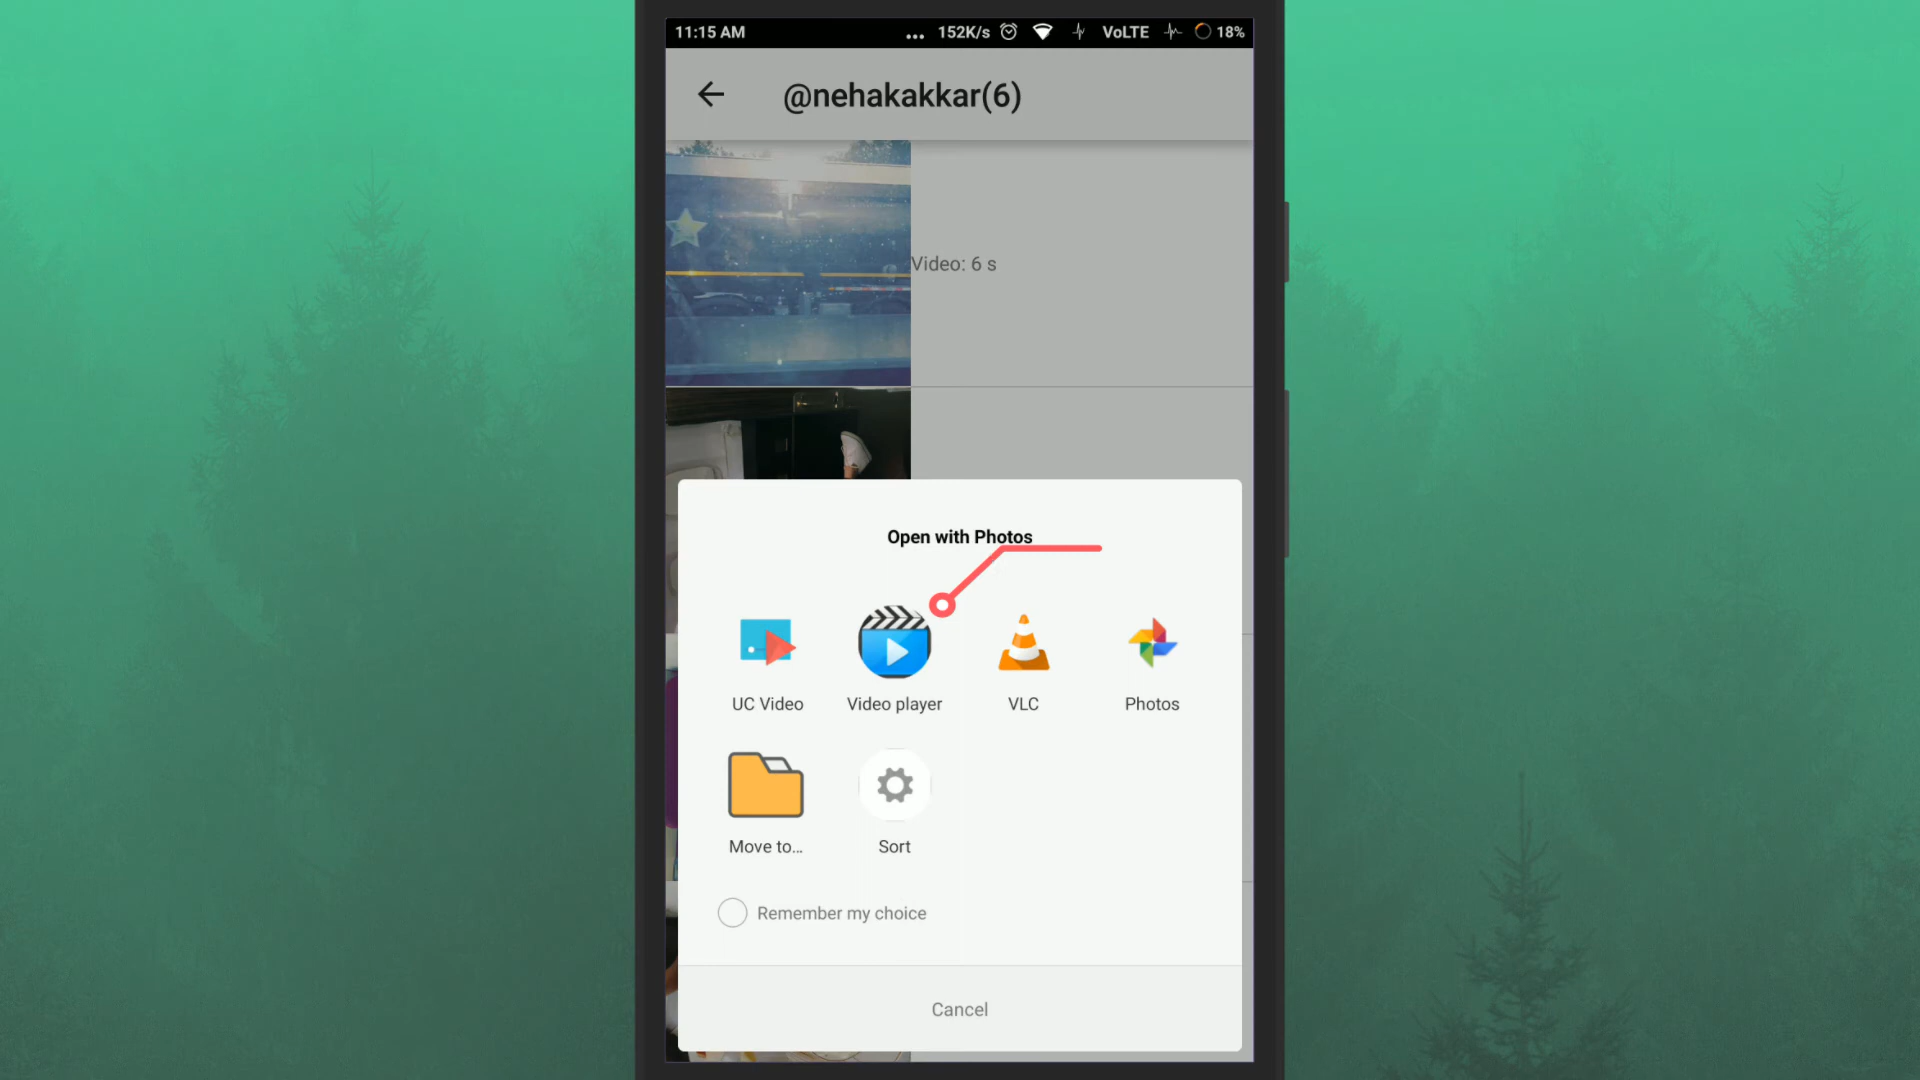 11:15 AM ... 152K/s VoLTE 18%
@nehakakkar(6)
Video: 6 s
Open with Photos
UC Video Video player VLC Photos
Move to... Sort
Remember my choice
Cancel